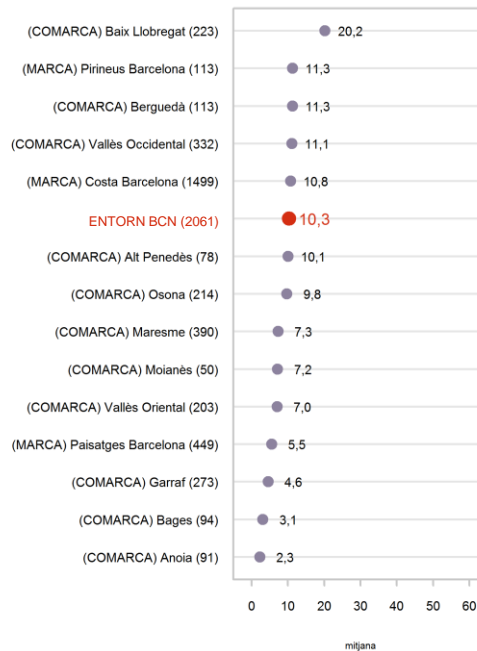 (COMARCA) Baix Llobregat (223) 20,2
(MARCA) Pirineus Barcelona (113) 11,3
(COMARCA) Berguedà (113) 11,3
(COMARCA) Vallès Occidental (332) 11,1
(MARCA) Costa Barcelona (1499) 10,8
ENTORN BCN (2061) 10,3
(COMARCA) Alt Penedès (78) 10,1
(COMARCA) Osona (214) 9,8
(COMARCA) Maresme (390) 7,3
(COMARCA) Moianès (50) 7,2
(COMARCA) Vallès Oriental (203) 7,0
(MARCA) Paisatges Barcelona (449) 5,5
(COMARCA) Garraf (273) 4,6
(COMARCA) Bages (94) 3,1
(COMARCA) Anoia (91) 2,3
0 10 20 30 40 50 60
mitjana